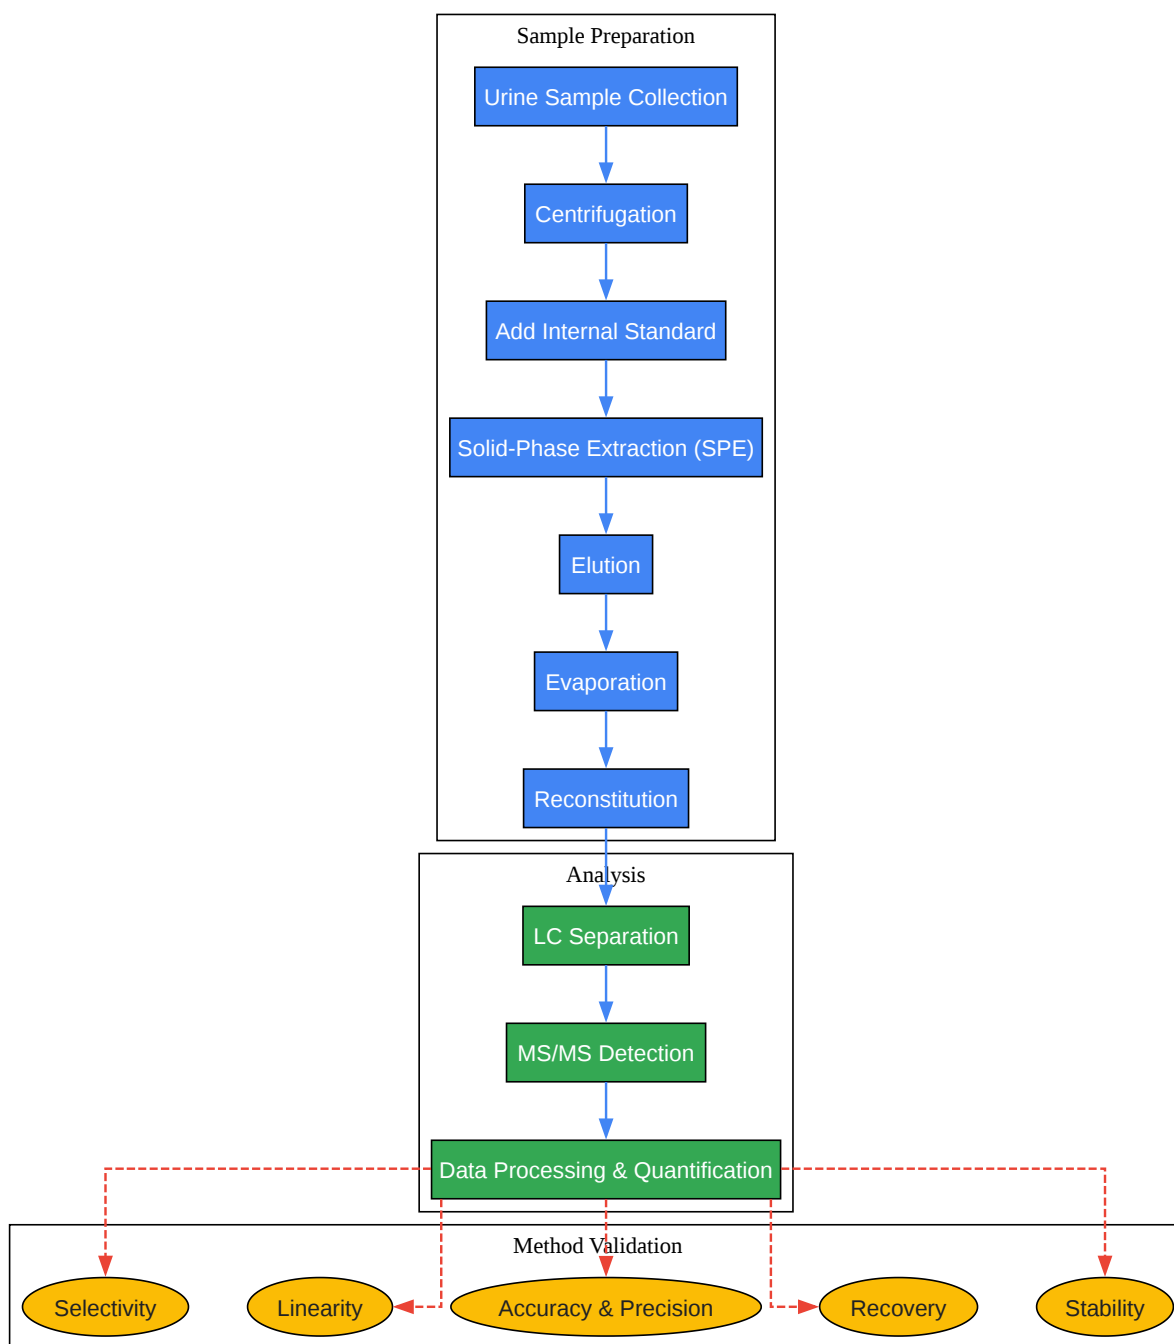 Sample Preparation
Urine Sample Collection
Centrifugation
Add Internal Standard
Solid-Phase Extraction (SPE)
Elution
Evaporation
Reconstitution
Analysis
LC Separation
MS/MS Detection
Data Processing & Quantification
Method Validation
Selectivity
Linearity
Accuracy & Precision
Recovery
Stability